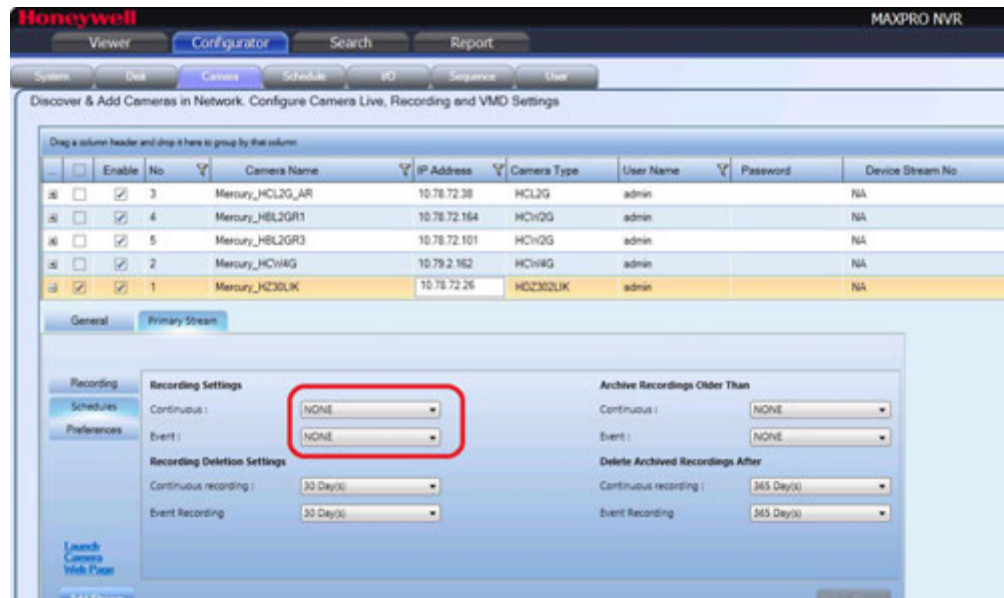 Honeywell MAXPRO NVR
Viewer Configurator Search Report
System Disk Camera Schedule I/O Sequence User
Discover & Add Cameras in Network. Configure Camera Live, Recording and VMD Settings
Drag a column header and drop it here to group by that column
... Enable No Camera Name IP Address Camera Type User Name Password Device Stream No
3 Mercury_HCL2G_AR 10.78.72.38 HCL2G admin NA
4 Mercury_HBL2GR1 10.78.72.164 HCW2G admin NA
5 Mercury_HBL2GR3 10.78.72.101 HCW2G admin NA
2 Mercury_HCW4G 10.79.2.162 HCW4G admin NA
1 Mercury_HZ30LIK 10.78.72.26 HDZ302LIK admin NA
General Primary Stream
Recording Recording Settings Archive Recordings Older Than
Schedules Continuous : NONE Continuous : NONE
Preferences Event : NONE Event : NONE
Recording Deletion Settings Delete Archived Recordings After
Continuous recording : 30 Day(s) Continuous recording : 365 Day(s)
Event Recording 30 Day(s) Event Recording 365 Day(s)
Launch
Camera
Web Page